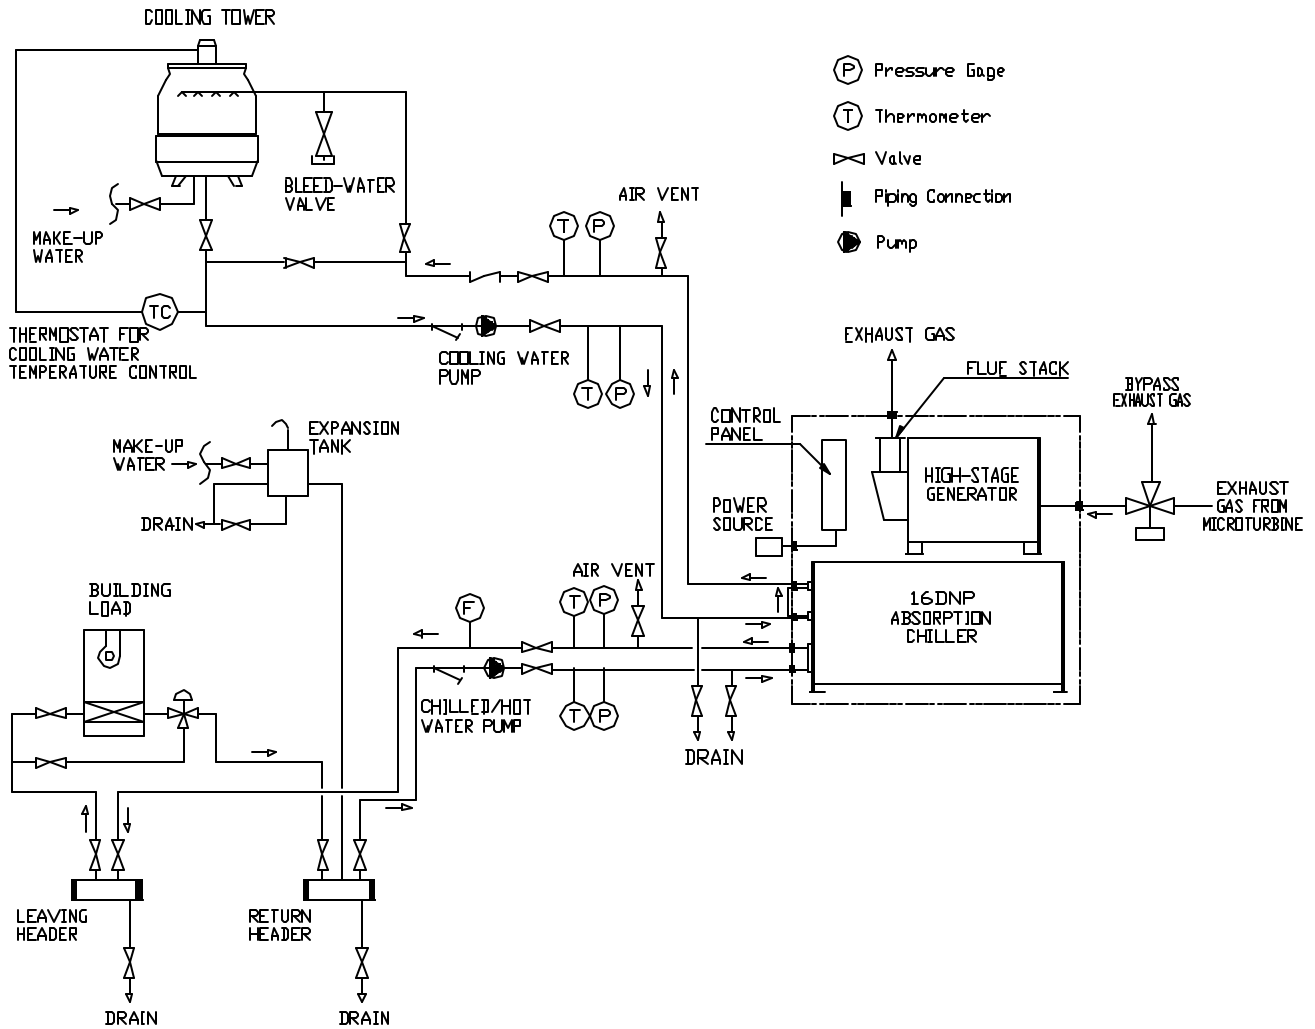 COOLING TOWER
P Pressure Gage
T Thermometer
Valve
Piping Connection
Pump
BLEED-WATER
VALVE
AIR VENT
MAKE-UP
WATER
T P
TC
THERMOSTAT FOR
COOLING WATER
TEMPERATURE CONTROL
COOLING WATER
PUMP
T P
EXHAUST GAS
FLUE STACK
BYPASS
EXHAUST GAS
CONTROL
PANEL
EXPANSION
TANK
MAKE-UP
WATER
HIGH-STAGE
GENERATOR
EXHAUST
GAS FROM
MICROTURBINE
POWER
SOURCE
DRAIN
AIR VENT
BUILDING
LOAD
F T P
16DNP
ABSORPTION
CHILLER
D
CHILLED/HOT
WATER PUMP
T P
DRAIN
LEAVING
HEADER
RETURN
HEADER
DRAIN
DRAIN